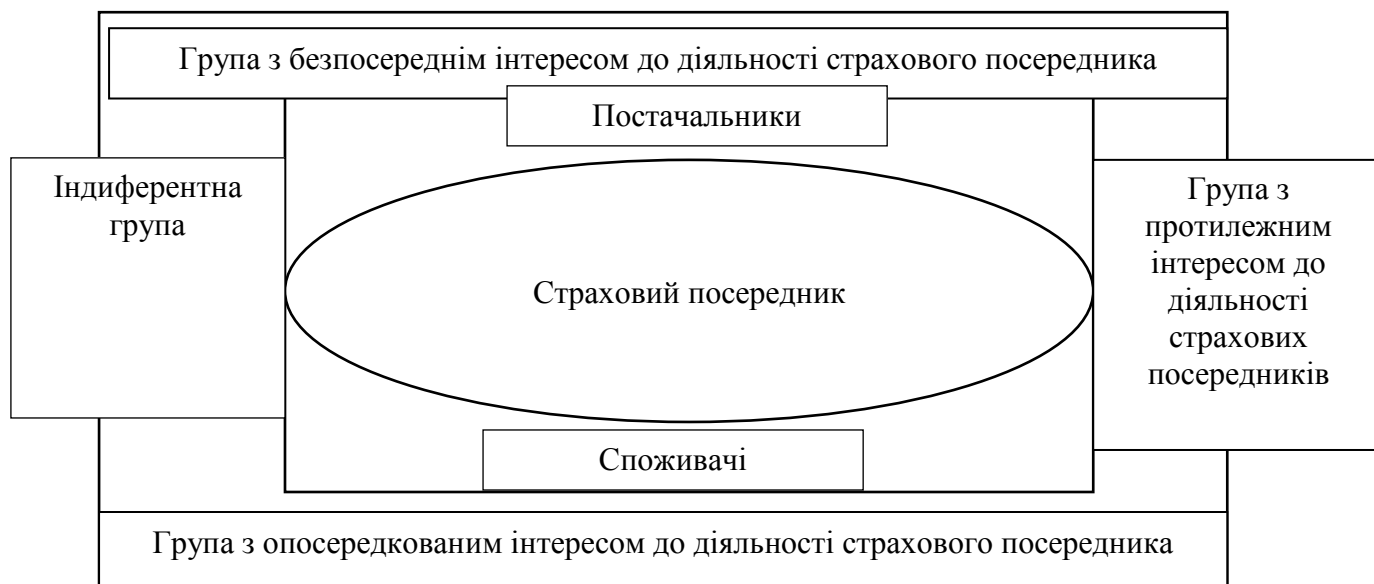 Група з безпосереднім інтересом до діяльності страхового посередника
Постачальники
Індиферентна
група
Страховий посередник
Група з
протилежним
інтересом до
діяльності
страхових
посередників
Споживачі
Група з опосередкованим інтересом до діяльності страхового посередника